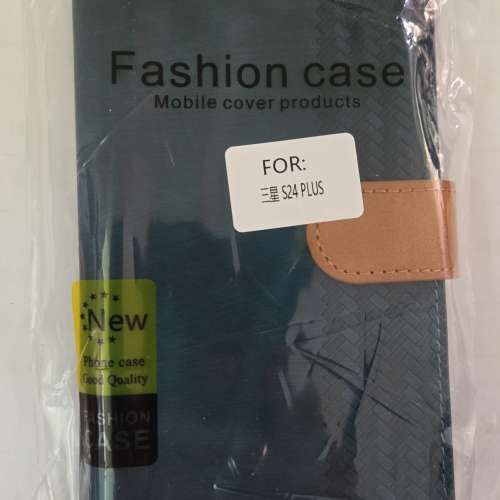 Fashion case
Mobile cover products
FOR:
三星 S24 PLUS
New
Phone case
Good Quality
FASHION
CASE